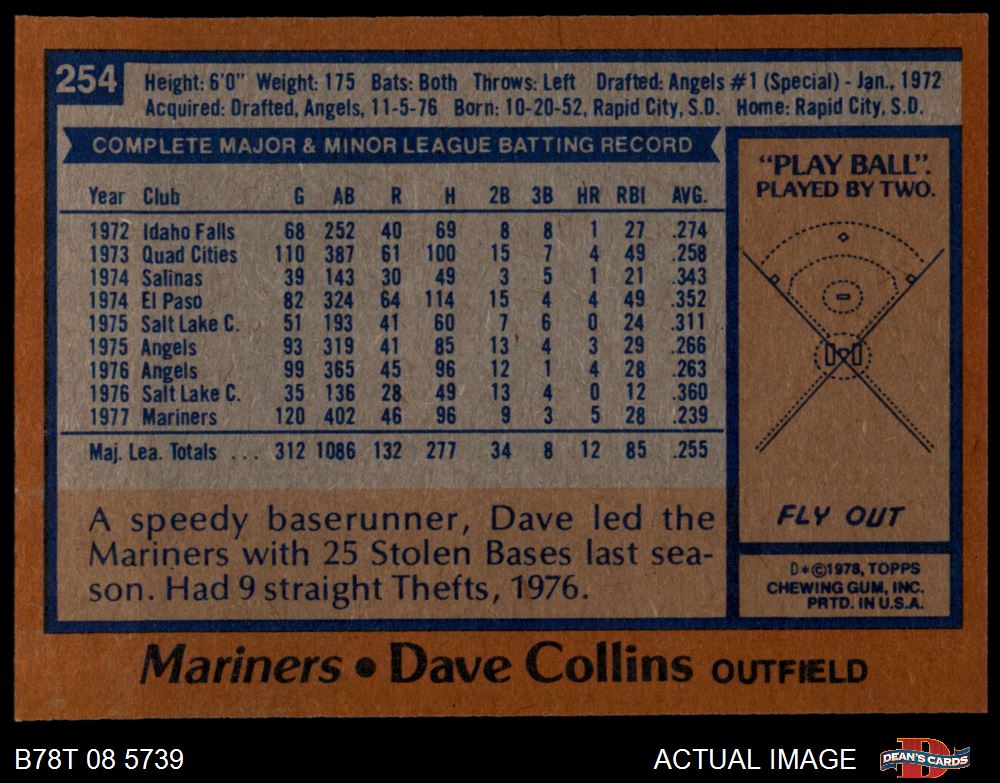 254
Height: 6'0" Weight: 175 Bats: Both Throws: Left Drafted: Angels #1 (Special) - Jan., 1972
Acquired: Drafted, Angels, 11-5-76 Born: 10-20-52, Rapid City, S.D. Home: Rapid City, S.D.
COMPLETE MAJOR & MINOR LEAGUE BATTING RECORD
Year Club G AB R H 2B 3B HR RBI AVG.
1972 Idaho Falls 68 252 40 69 8 8 1 27 .274
1973 Quad Cities 110 387 61 100 15 7 4 49 .258
1974 Salinas 39 143 30 49 3 5 1 21 .343
1974 El Paso 82 324 64 114 15 4 4 49 .352
1975 Salt Lake C. 51 193 41 60 7 6 0 24 .311
1975 Angels 93 319 41 85 13 4 3 29 .266
1976 Angels 99 365 45 96 12 1 4 28 .263
1976 Salt Lake C. 35 136 28 49 13 4 0 12 .360
1977 Mariners 120 402 46 96 9 3 5 28 .239
Maj. Lea. Totals ... 312 1086 132 277 34 8 12 85 .255
A speedy baserunner, Dave led the
Mariners with 25 Stolen Bases last sea-
son. Had 9 straight Thefts, 1976.
"PLAY BALL".
PLAYED BY TWO.
FLY OUT
D*©1978, TOPPS
CHEWING GUM, INC.
PRTD. IN U.S.A.
Mariners • Dave Collins OUTFIELD
B78T 08 5739
ACTUAL IMAGE
D
DEAN'S CARDS